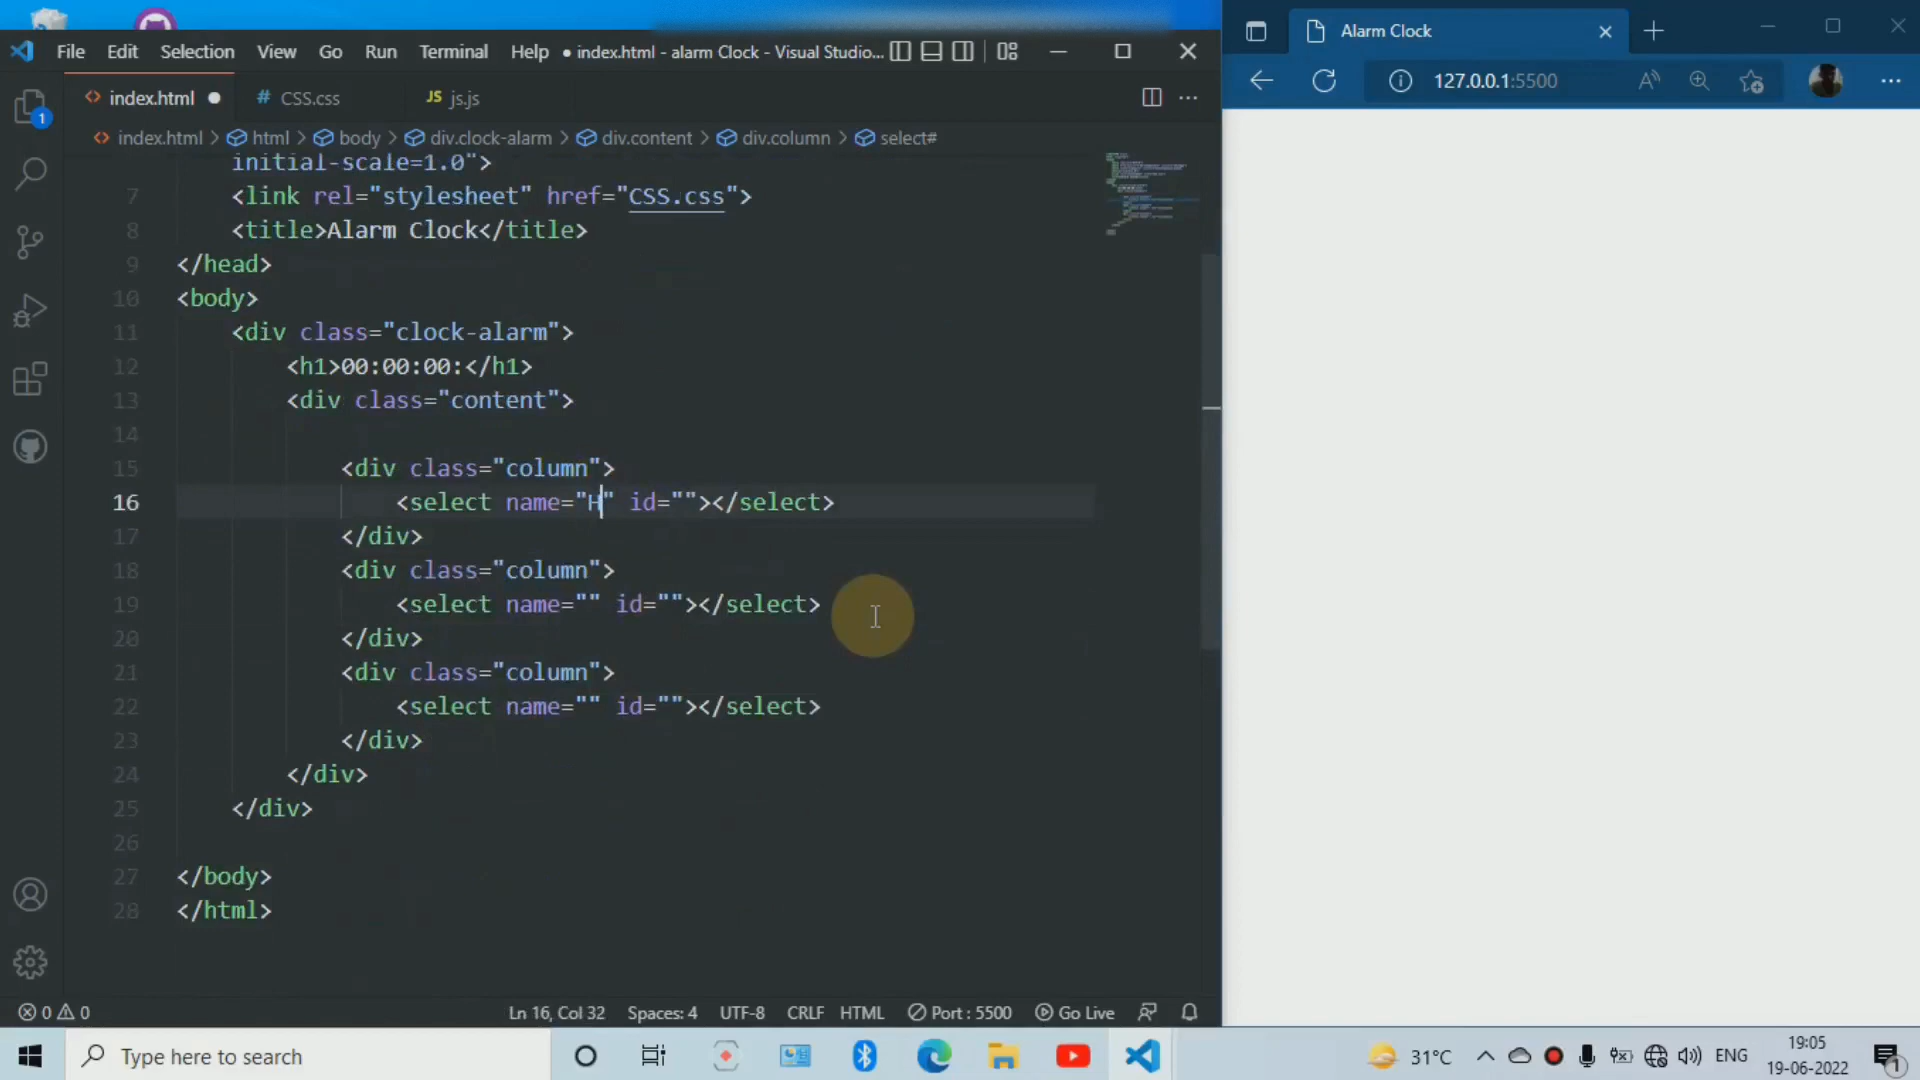 File Edit Selection View Go Run Terminal Help ● index.html - alarm Clock - Visual Studio...
index.html ● # CSS.css JS js.js
index.html > html > body > div.clock-alarm > div.content > div.column > select#
initial-scale=1.0">
7 <link rel="stylesheet" href="CSS.css">
8 <title>Alarm Clock</title>
9 </head>
10 <body>
11 <div class="clock-alarm">
12 <h1>00:00:00:</h1>
13 <div class="content">
14
15 <div class="column">
16 <select name="H" id=""></select>
17 </div>
18 <div class="column">
19 <select name="" id=""></select>
20 </div>
21 <div class="column">
22 <select name="" id=""></select>
23 </div>
24 </div>
25 </div>
26
27 </body>
28 </html>
1
0 0 Ln 16, Col 32 Spaces: 4 UTF-8 CRLF HTML Port : 5500 Go Live
Alarm Clock
127.0.0.1:5500
Type here to search
31°C ENG 19:05
19-06-2022
1